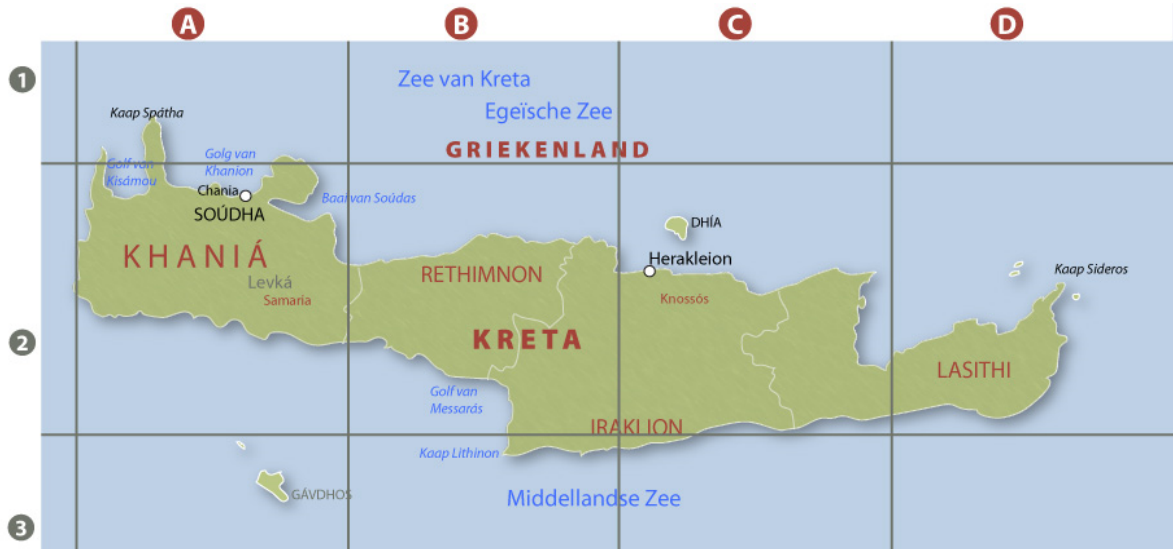 A B C D
1
Zee van Kreta
Egeïsche Zee
Kaap Spátha
GRIEKENLAND
Golf van
Kisámou
Golg van
Khanion
Chania
SOÚDHA
Baai van Soúdas
DHÍA
KHANIÁ
Herakleion
RETHIMNON
Kaap Sideros
Levká
Samaria
Knossós
2
KRETA
LASITHI
Golf van
Messarás
IRAKLION
Kaap Lithinon
GÁVDHOS
Middellandse Zee
3